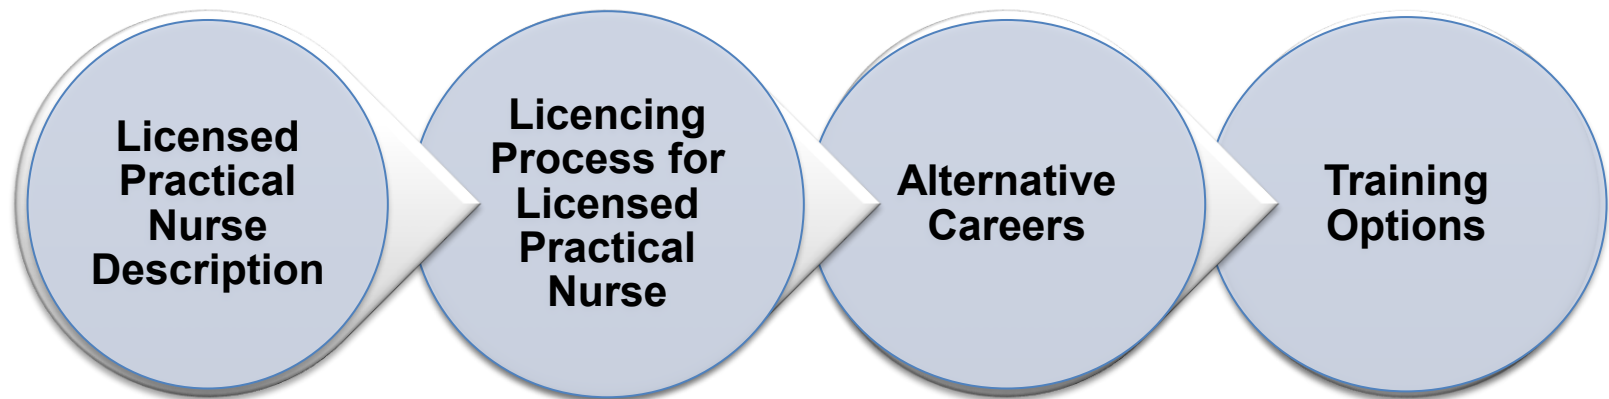 Licensed
Practical
Nurse
Description
Licencing
Process for
Licensed
Practical
Nurse
Alternative
Careers
Training
Options